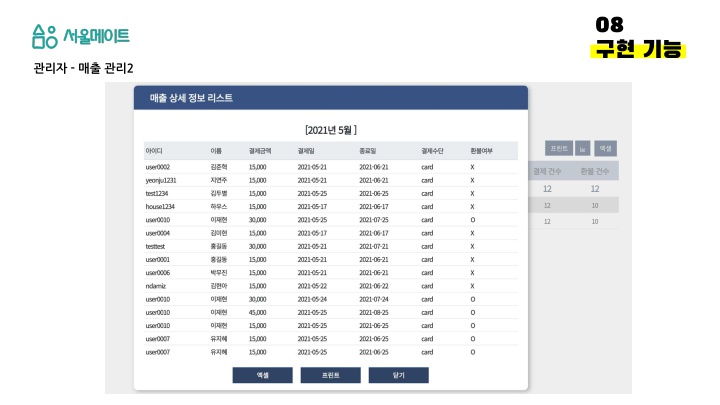 서울메이트
08
구현 기능
관리자 - 매출 관리2
매출 상세 정보 리스트
[2021년 5월 ]
프린트 엑셀
아이디 이름 결제금액 결제일 종료일 결제수단 환불여부
결제 건수 환불 건수
user0002 김준혁 15,000 2021-05-21 2021-06-21 card X
yeonju1231 지연주 15,000 2021-05-21 2021-06-21 card X
12 12
test1234 김두별 15,000 2021-05-25 2021-06-25 card X
house1234 하우스 15,000 2021-05-17 2021-06-17 card X
12 10
user0010 이재현 30,000 2021-05-25 2021-07-25 card O
12 10
user0004 김미현 15,000 2021-05-17 2021-06-17 card X
testtest 홍길동 30,000 2021-05-21 2021-07-21 card X
user0001 홍길동 15,000 2021-05-21 2021-06-21 card X
user0006 박무진 15,000 2021-05-21 2021-06-21 card X
ndamiz 김현아 15,000 2021-05-22 2021-06-22 card X
user0010 이재현 30,000 2021-05-24 2021-07-24 card O
user0010 이재현 45,000 2021-05-25 2021-08-25 card O
user0010 이재현 15,000 2021-05-25 2021-06-25 card O
user0007 유지혜 15,000 2021-05-25 2021-06-25 card O
user0007 유지혜 15,000 2021-05-25 2021-06-25 card O
엑셀 프린트 닫기